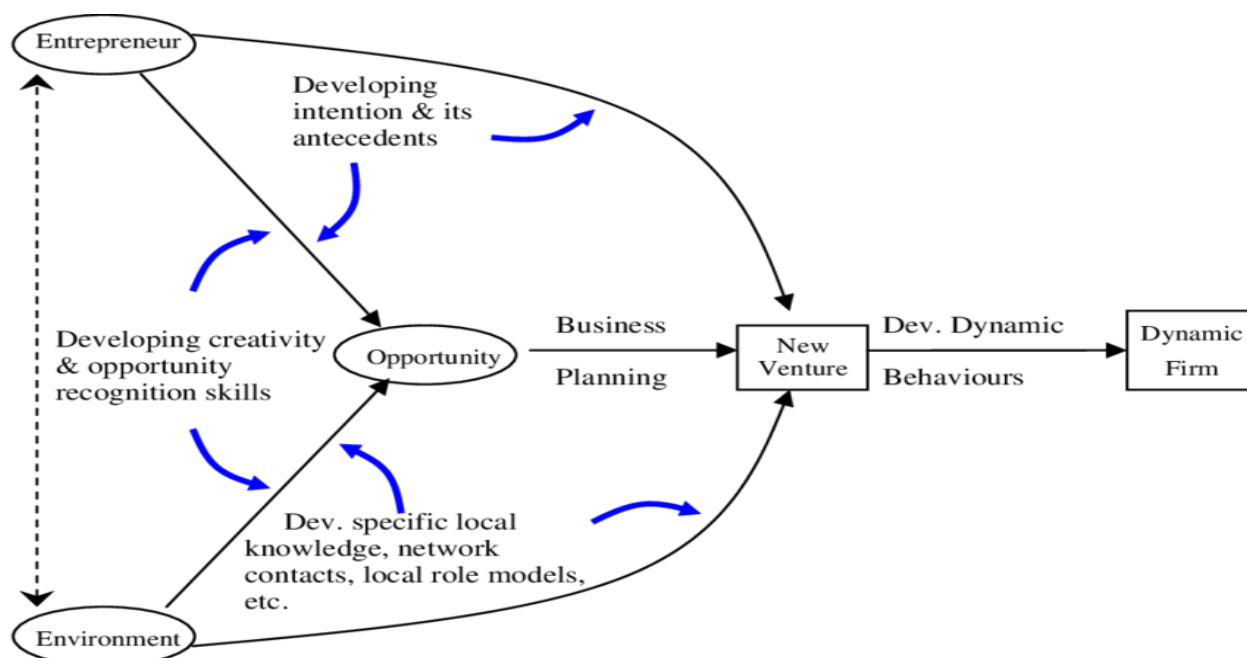 Entrepreneur
Developing
intention & its
antecedents
Developing creativity
& opportunity
recognition skills
Opportunity
Business
Planning
New
Venture
Dev. Dynamic
Behaviours
Dynamic
Firm
Dev. specific local
knowledge, network
contacts, local role models,
etc.
Environment